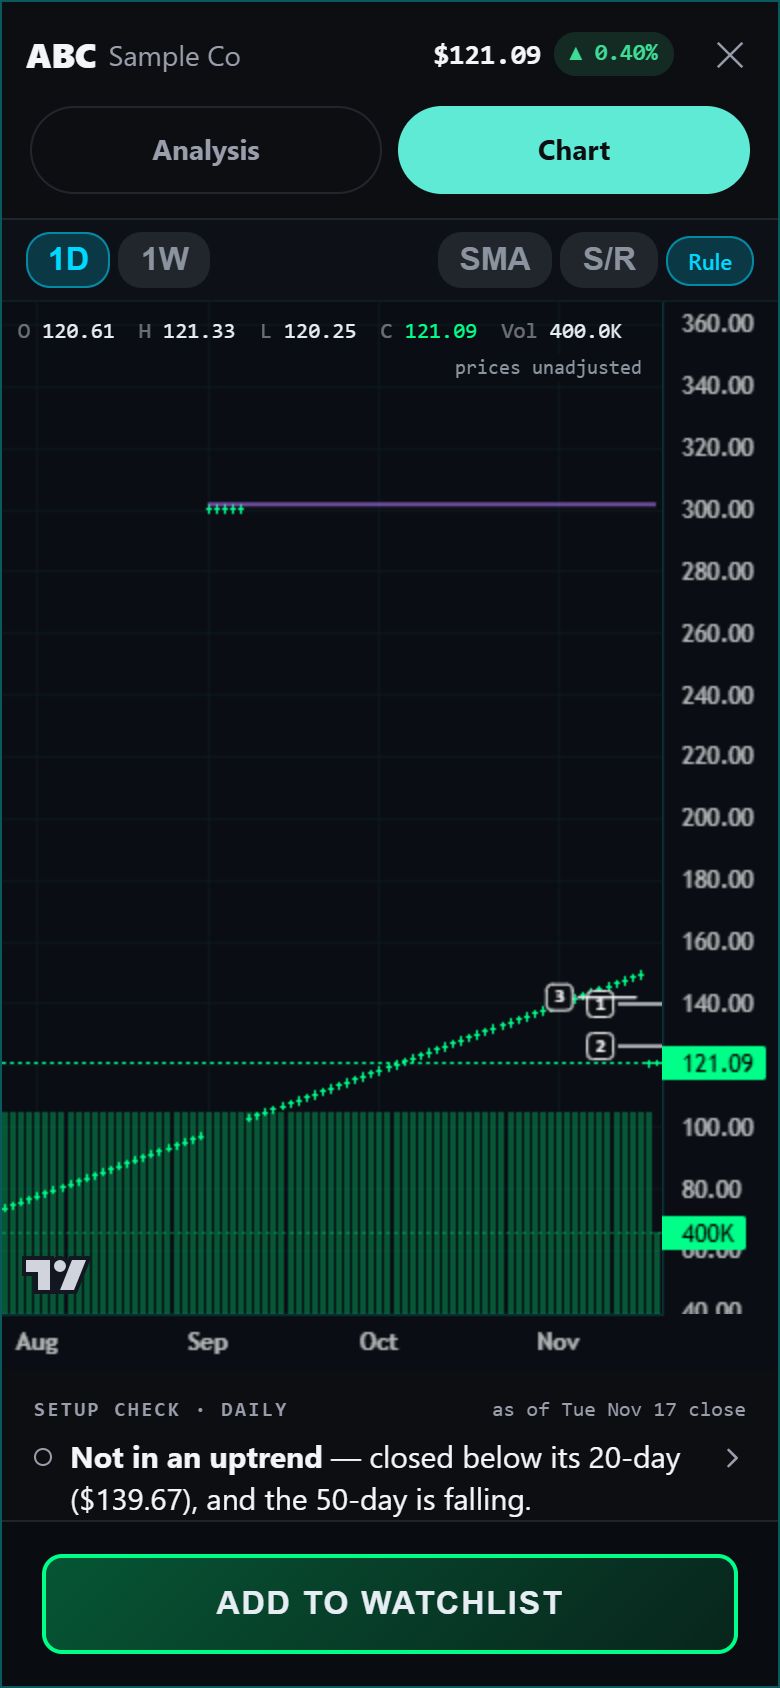 ABC Sample Co $121.09 ▲ 0.40%
Analysis Chart
1D 1W SMA S/R Rule
O 120.61 H 121.33 L 120.25 C 121.09 Vol 400.0K
prices unadjusted
360.00
340.00
320.00
300.00
280.00
260.00
240.00
220.00
200.00
180.00
160.00
3
1
140.00
2
121.09
100.00
80.00
400K
60.00
40.00
Aug Sep Oct Nov
SETUP CHECK · DAILY as of Tue Nov 17 close
Not in an uptrend — closed below its 20-day
($139.67), and the 50-day is falling.
ADD TO WATCHLIST